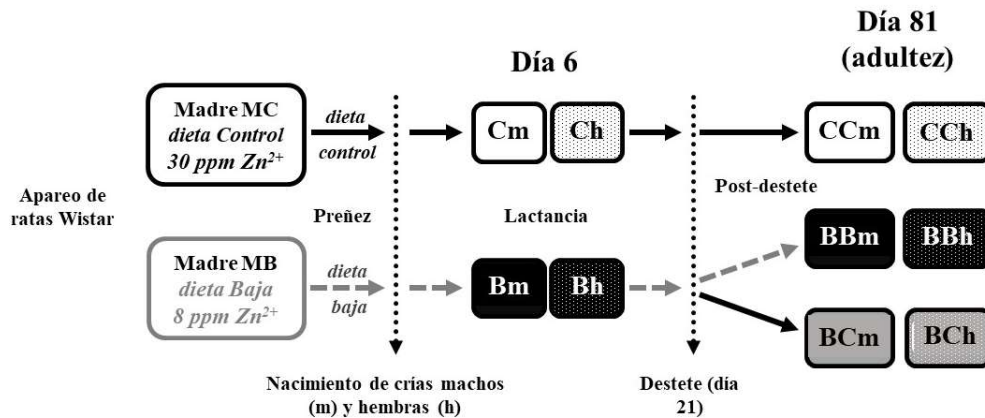 Día 81
(adultez)
Día 6
Madre MC
dieta Control
30 ppm Zn²⁺
dieta
control
Cm
Ch
CCm
CCh
Apareo de
ratas Wistar
Preñez
Lactancia
Post-destete
Madre MB
dieta Baja
8 ppm Zn²⁺
dieta
baja
Bm
Bh
BBm
BBh
BCm
BCh
Nacimiento de crías machos
(m) y hembras (h)
Destete (día
21)